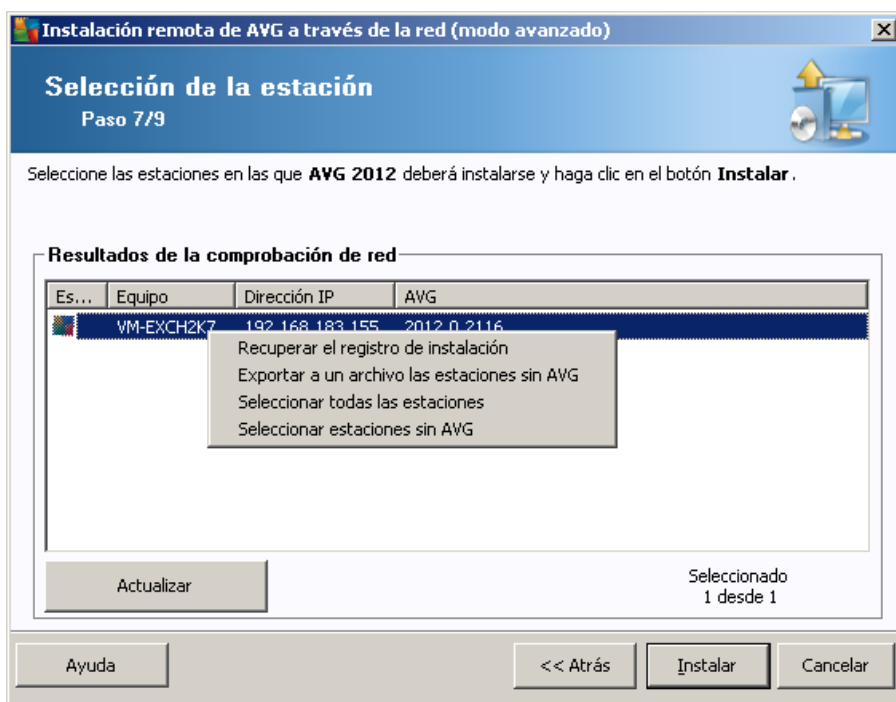 Instalación remota de AVG a través de la red (modo avanzado)
Selección de la estación
Paso 7/9
Seleccione las estaciones en las que AVG 2012 deberá instalarse y haga clic en el botón Instalar.
Resultados de la comprobación de red
Es... Equipo Dirección IP AVG
VM-EXCH2K7 192.168.183.155 2012.0.2116
Recuperar el registro de instalación
Exportar a un archivo las estaciones sin AVG
Seleccionar todas las estaciones
Seleccionar estaciones sin AVG
Actualizar
Seleccionado
1 desde 1
Ayuda << Atrás Instalar Cancelar